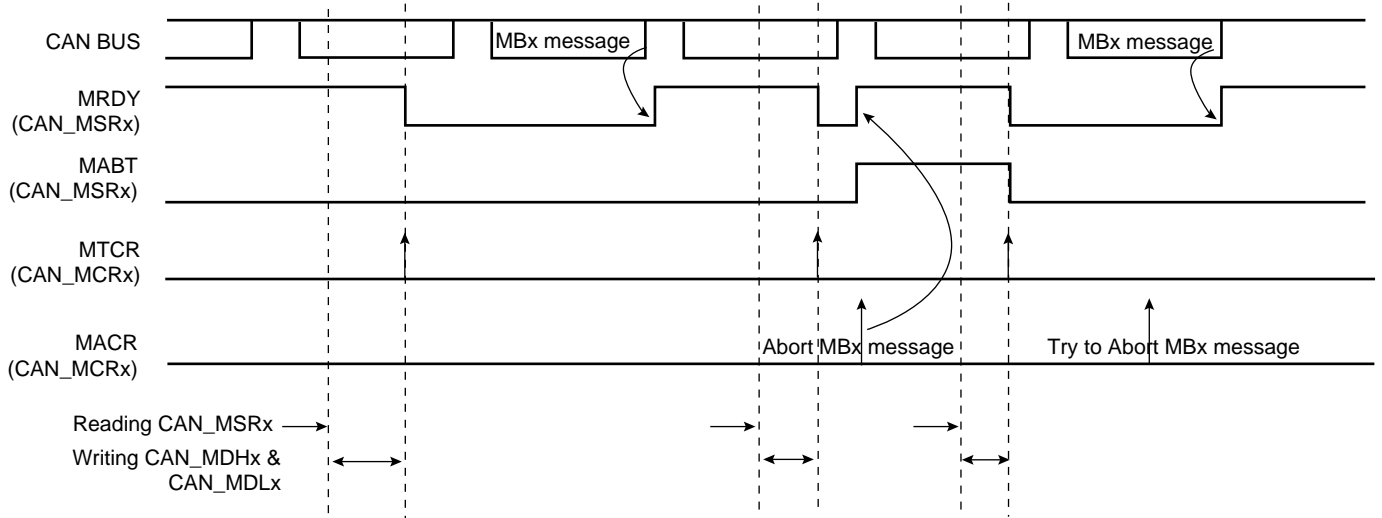 CAN BUS
MBx message
MBx message
MRDY
(CAN_MSRx)
MABT
(CAN_MSRx)
MTCR
(CAN_MCRx)
MACR
(CAN_MCRx)
Abort MBx message
Try to Abort MBx message
Reading CAN_MSRx
Writing CAN_MDHx &
CAN_MDLx